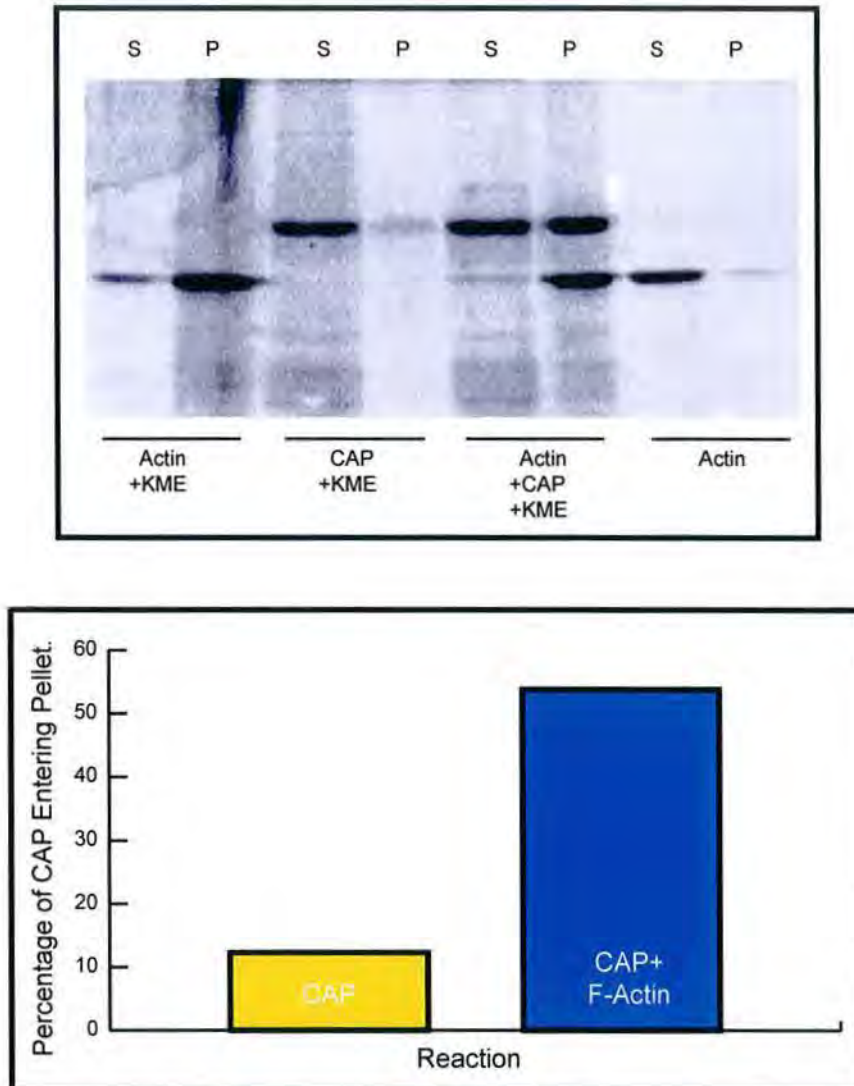 S P S P S P S P
Actin CAP Actin Actin
+KME +KME +CAP
+KME
Percentage of CAP Entering Pellet.
60
50
40
30
20
10
0
CAP
CAP+
F-Actin
Reaction